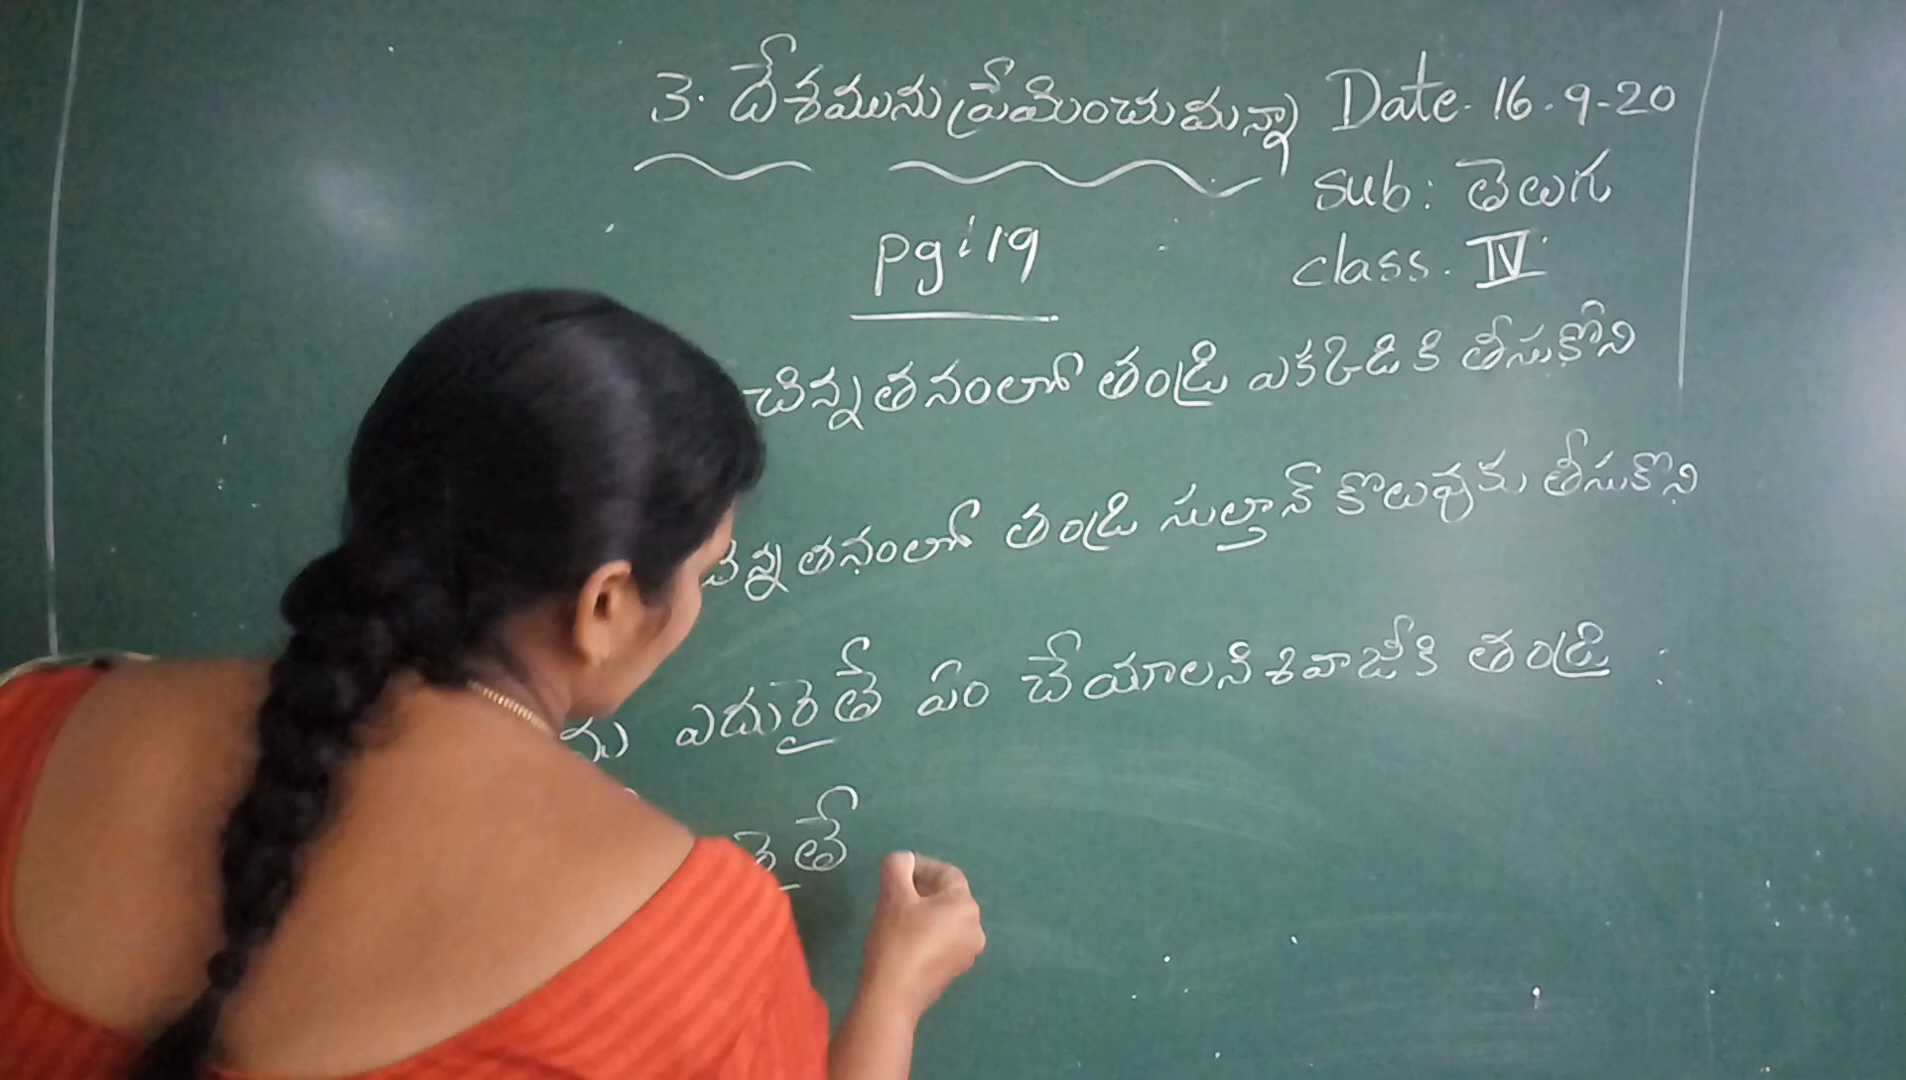 3. దేశమును ప్రేమించుమన్నా Date. 16.9-20
sub: తెలుగు
class. IV
pg:19
చిన్నతనంలో తండ్రి ఎక్కడికి తీసుకోని
చిన్నతనంలో తండ్రి సుల్తాన్ కొలువుకు తీసుకొని
ఎదురైతే ఏం చేయాలని శివాజీకి తండ్రి